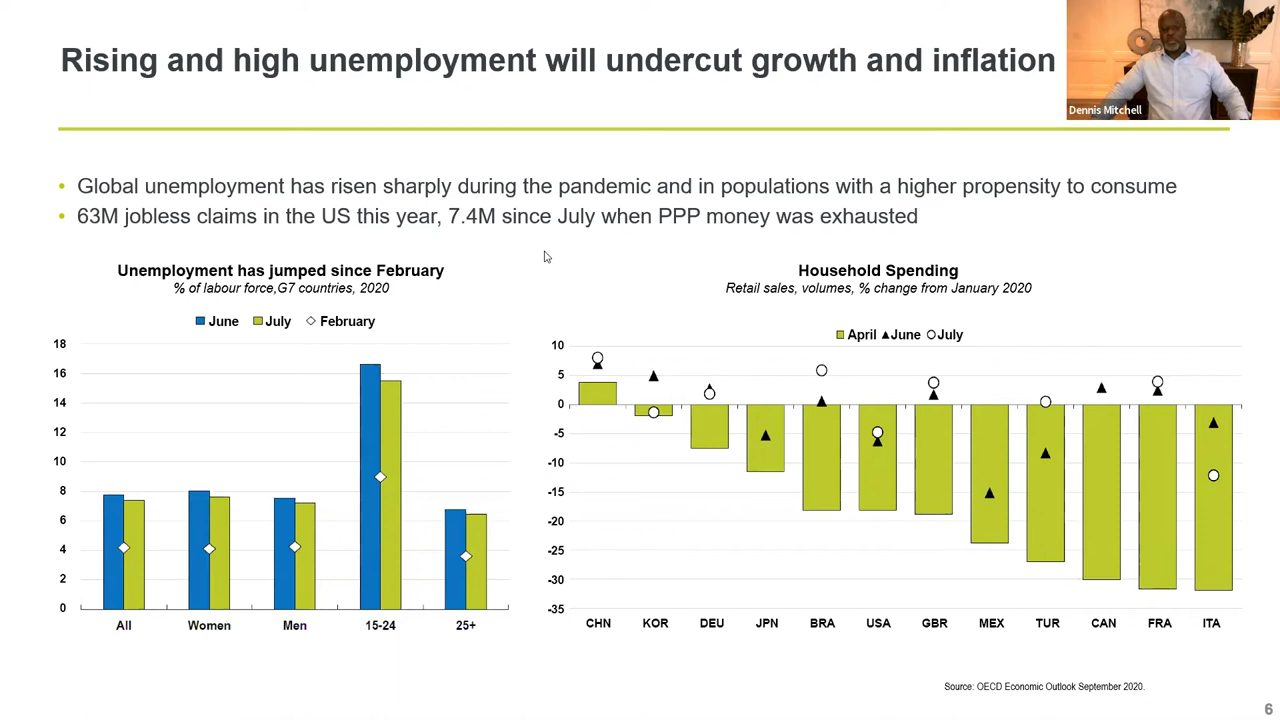 Rising and high unemployment will undercut growth and inflation
Dennis Mitchell
• Global unemployment has risen sharply during the pandemic and in populations with a higher propensity to consume
• 63M jobless claims in the US this year, 7.4M since July when PPP money was exhausted
Unemployment has jumped since February
% of labour force,G7 countries, 2020
June July February
18
16
14
12
10
8
6
4
2
0
All Women Men 15-24 25+
Household Spending
Retail sales, volumes, % change from January 2020
April June July
10
5
0
-5
-10
-15
-20
-25
-30
-35
CHN KOR DEU JPN BRA USA GBR MEX TUR CAN FRA ITA
Source: OECD Economic Outlook September 2020.
6